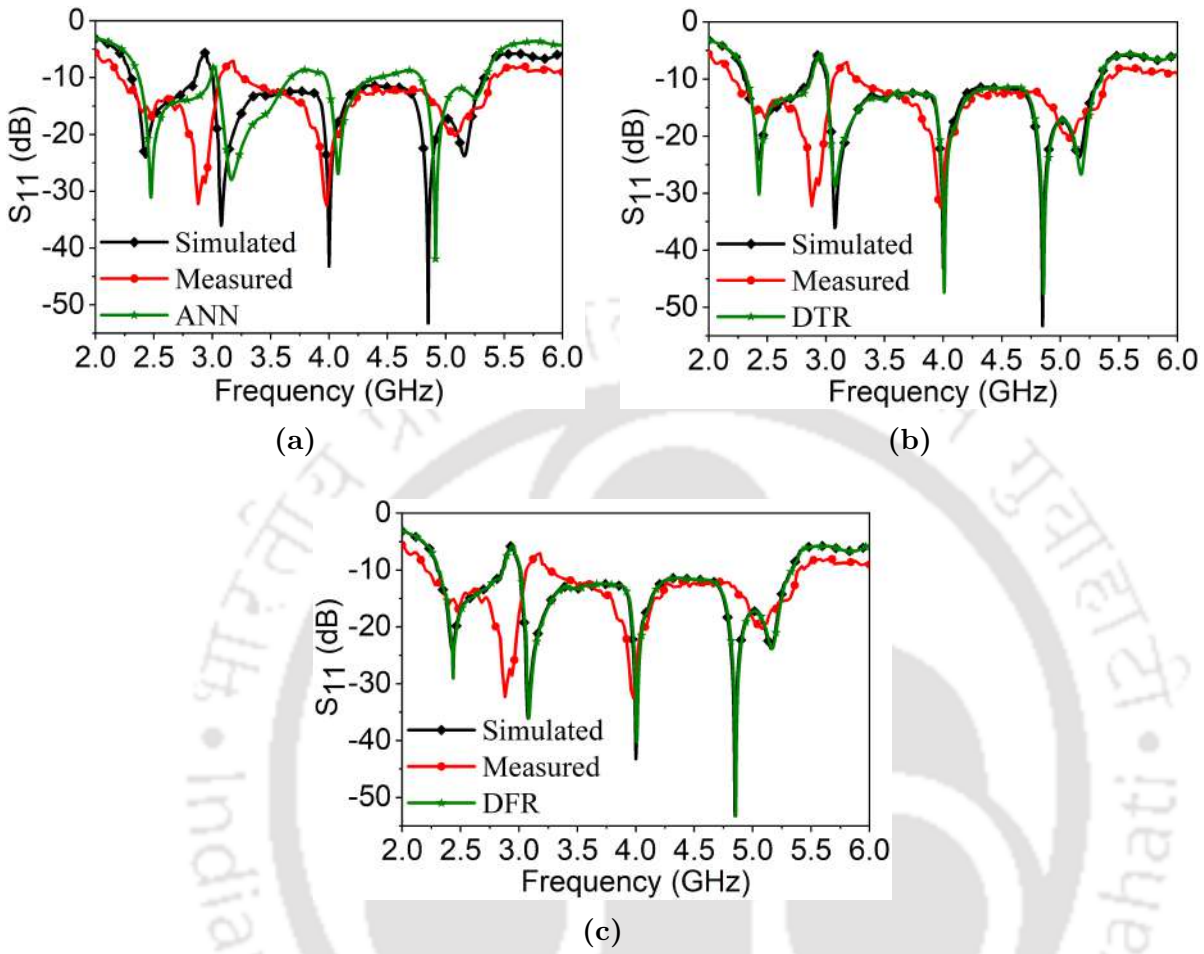 0
-10
-20
-30
-40
-50
S11 (dB)
Simulated
Measured
ANN
2.0 2.5 3.0 3.5 4.0 4.5 5.0 5.5 6.0
Frequency (GHz)
(a)
0
-10
-20
-30
-40
-50
S11 (dB)
Simulated
Measured
DTR
2.0 2.5 3.0 3.5 4.0 4.5 5.0 5.5 6.0
Frequency (GHz)
(b)
0
-10
-20
-30
-40
-50
S11 (dB)
Simulated
Measured
DFR
2.0 2.5 3.0 3.5 4.0 4.5 5.0 5.5 6.0
Frequency (GHz)
(c)
भारतीय
गुवाहाटी